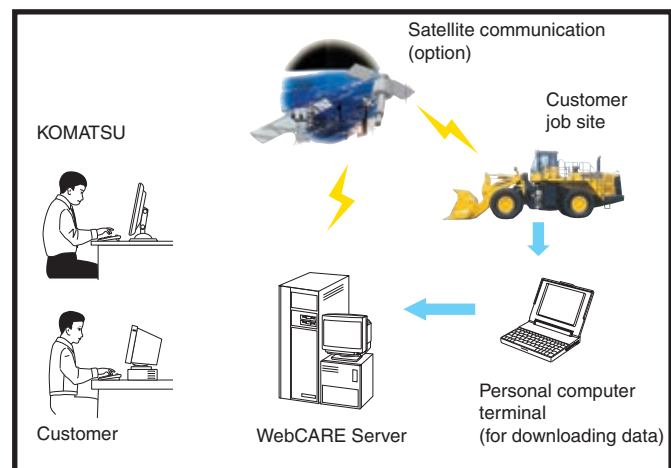 Satellite communication
(option)
Customer
job site
KOMATSU
Customer
WebCARE Server
Personal computer
terminal
(for downloading data)